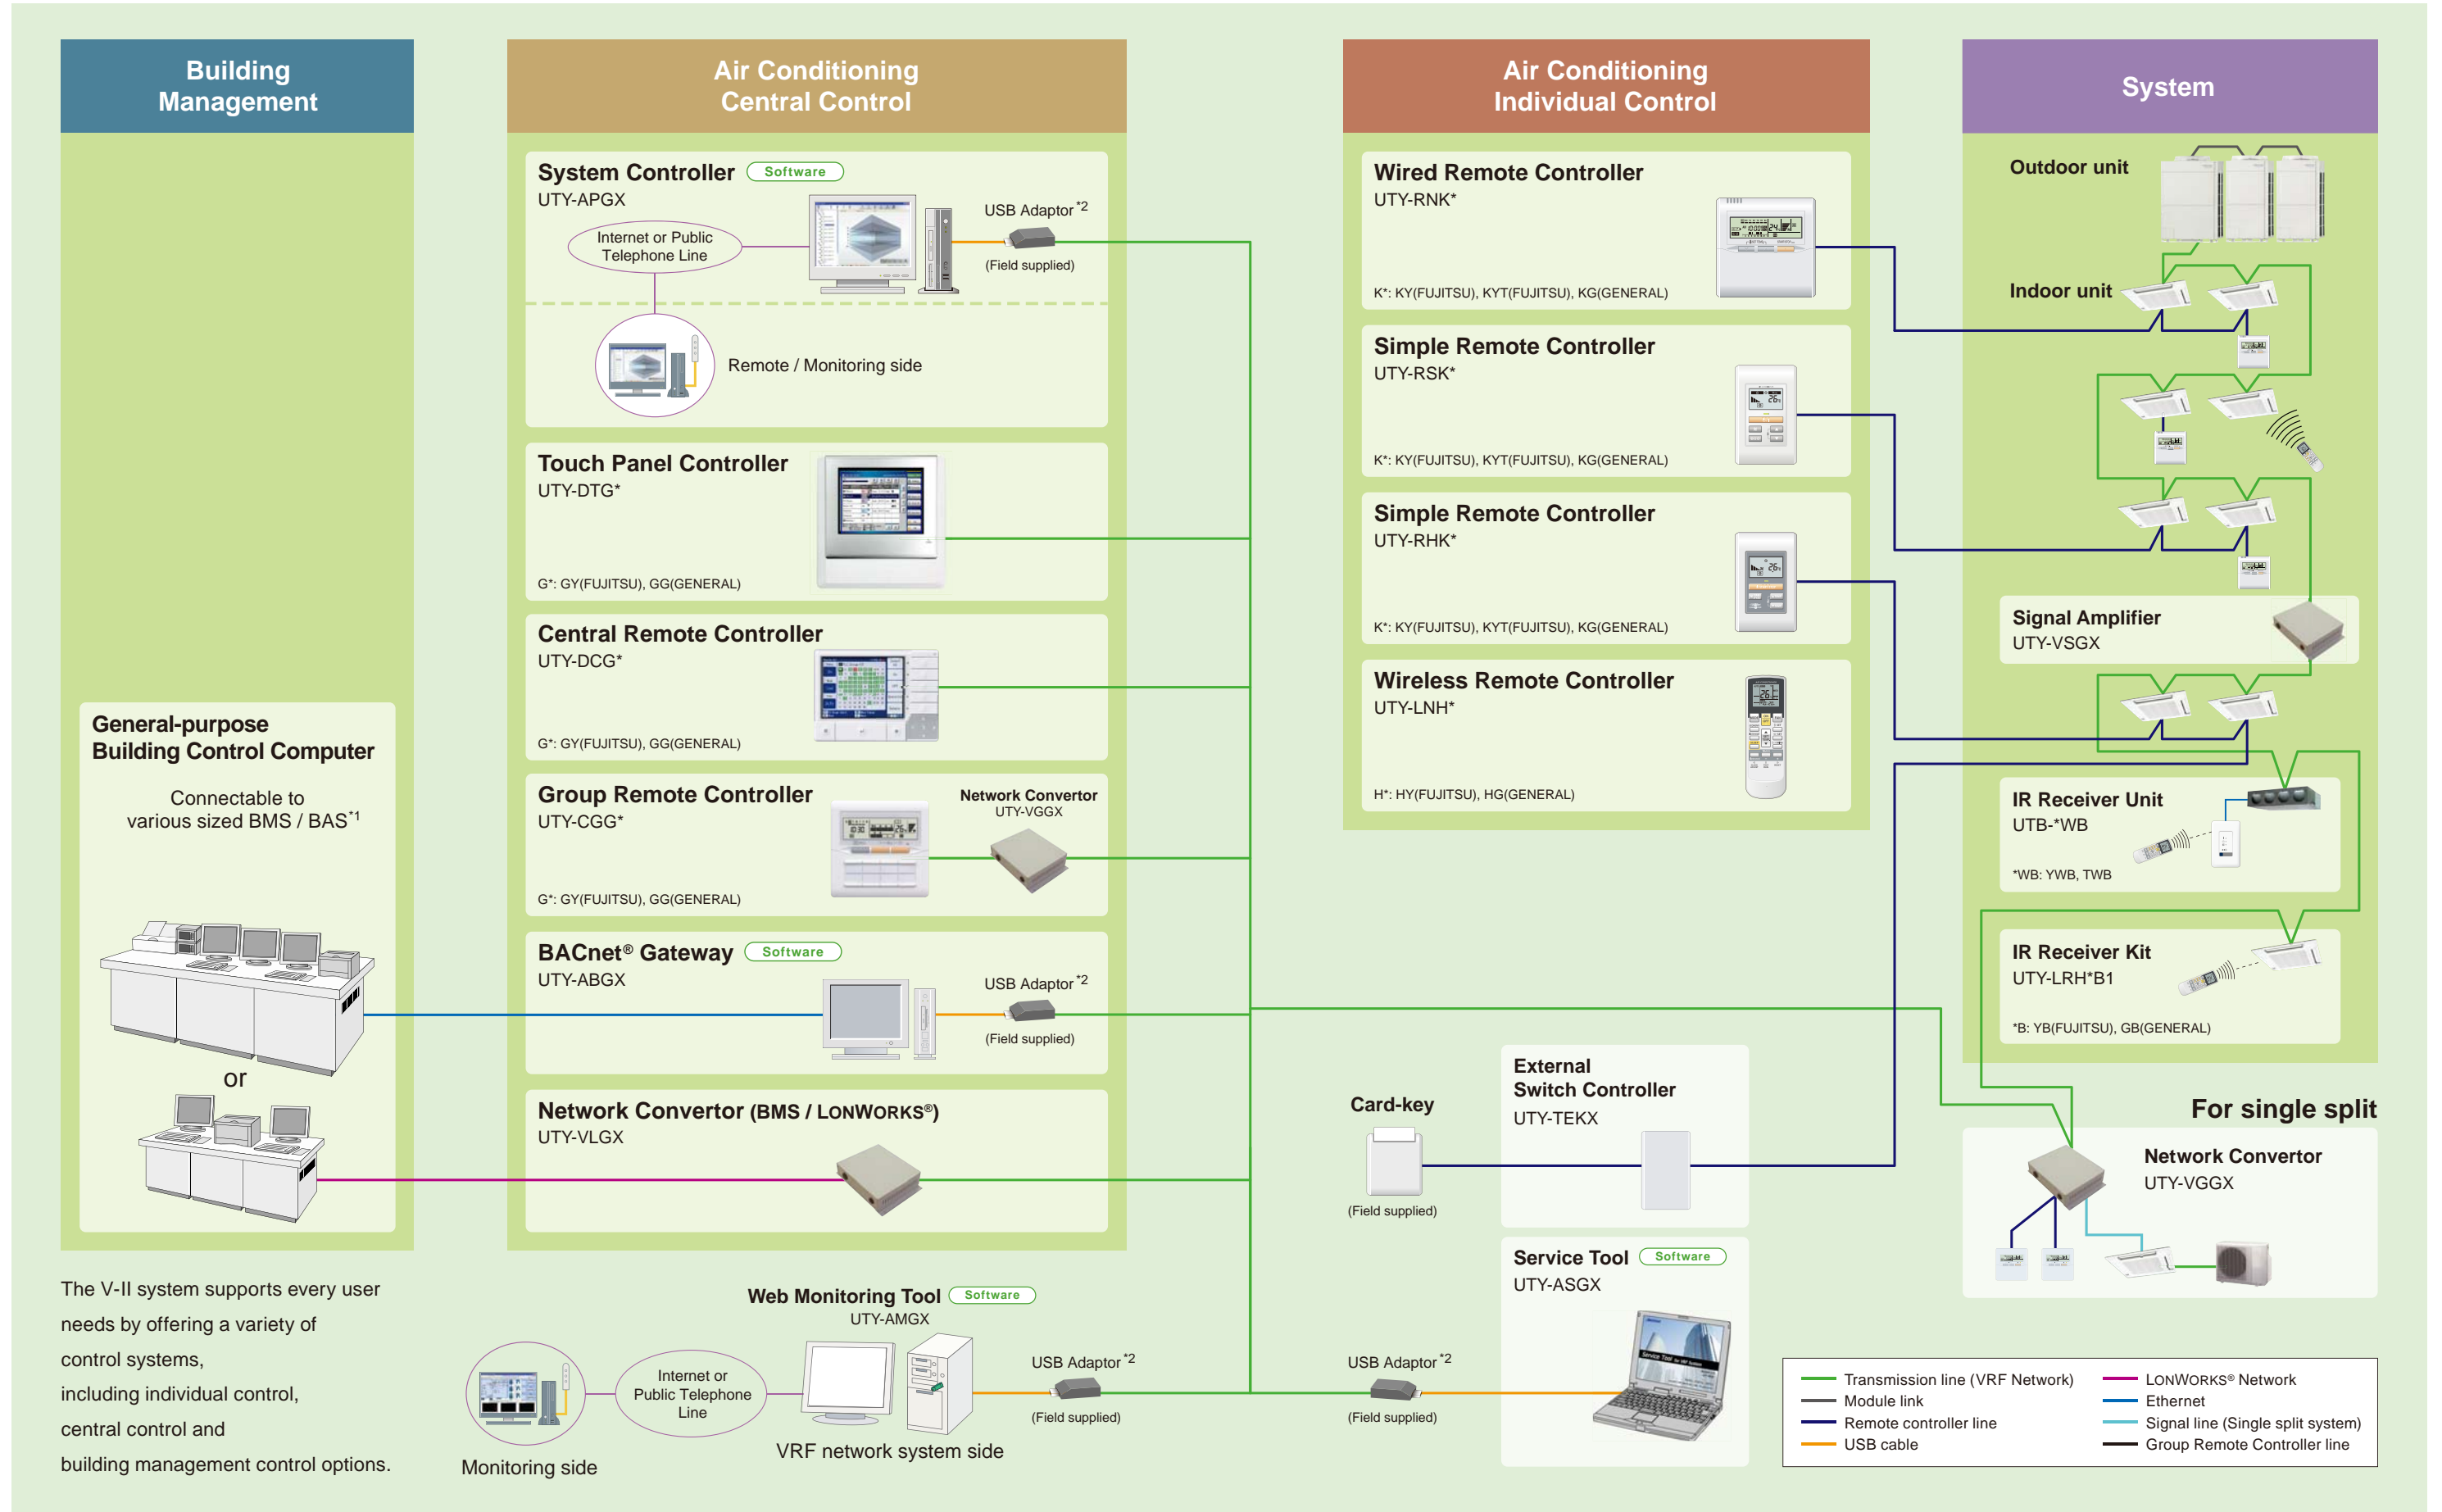 Building
Management
General-purpose
Building Control Computer
Connectable to
various sized BMS / BAS*1
or
The V-II system supports every user
needs by offering a variety of
control systems,
including individual control,
central control and
building management control options.
Air Conditioning
Central Control
System Controller Software
UTY-APGX
Internet or Public
Telephone Line
USB Adaptor*2
(Field supplied)
Remote / Monitoring side
Touch Panel Controller
UTY-DTG*
G*: GY(FUJITSU), GG(GENERAL)
Central Remote Controller
UTY-DCG*
G*: GY(FUJITSU), GG(GENERAL)
Group Remote Controller
UTY-CGG*
Network Convertor
UTY-VGGX
G*: GY(FUJITSU), GG(GENERAL)
BACnet® Gateway Software
UTY-ABGX
USB Adaptor*2
(Field supplied)
Network Convertor (BMS / LONWORKS®)
UTY-VLGX
Web Monitoring Tool Software
UTY-AMGX
Internet or
Public Telephone
Line
USB Adaptor*2
(Field supplied)
VRF network system side
Monitoring side
Air Conditioning
Individual Control
Wired Remote Controller
UTY-RNK*
K*: KY(FUJITSU), KYT(FUJITSU), KG(GENERAL)
Simple Remote Controller
UTY-RSK*
K*: KY(FUJITSU), KYT(FUJITSU), KG(GENERAL)
Simple Remote Controller
UTY-RHK*
K*: KY(FUJITSU), KYT(FUJITSU), KG(GENERAL)
Wireless Remote Controller
UTY-LNH*
H*: HY(FUJITSU), HG(GENERAL)
Card-key
(Field supplied)
External
Switch Controller
UTY-TEKX
Service Tool Software
UTY-ASGX
USB Adaptor*2
(Field supplied)
Service Tool for VRF System
System
Outdoor unit
Indoor unit
Signal Amplifier
UTY-VSGX
IR Receiver Unit
UTB-*WB
*WB: YWB, TWB
IR Receiver Kit
UTY-LRH*B1
*B: YB(FUJITSU), GB(GENERAL)
For single split
Network Convertor
UTY-VGGX
Transmission line (VRF Network)
Module link
Remote controller line
USB cable
LONWORKS® Network
Ethernet
Signal line (Single split system)
Group Remote Controller line